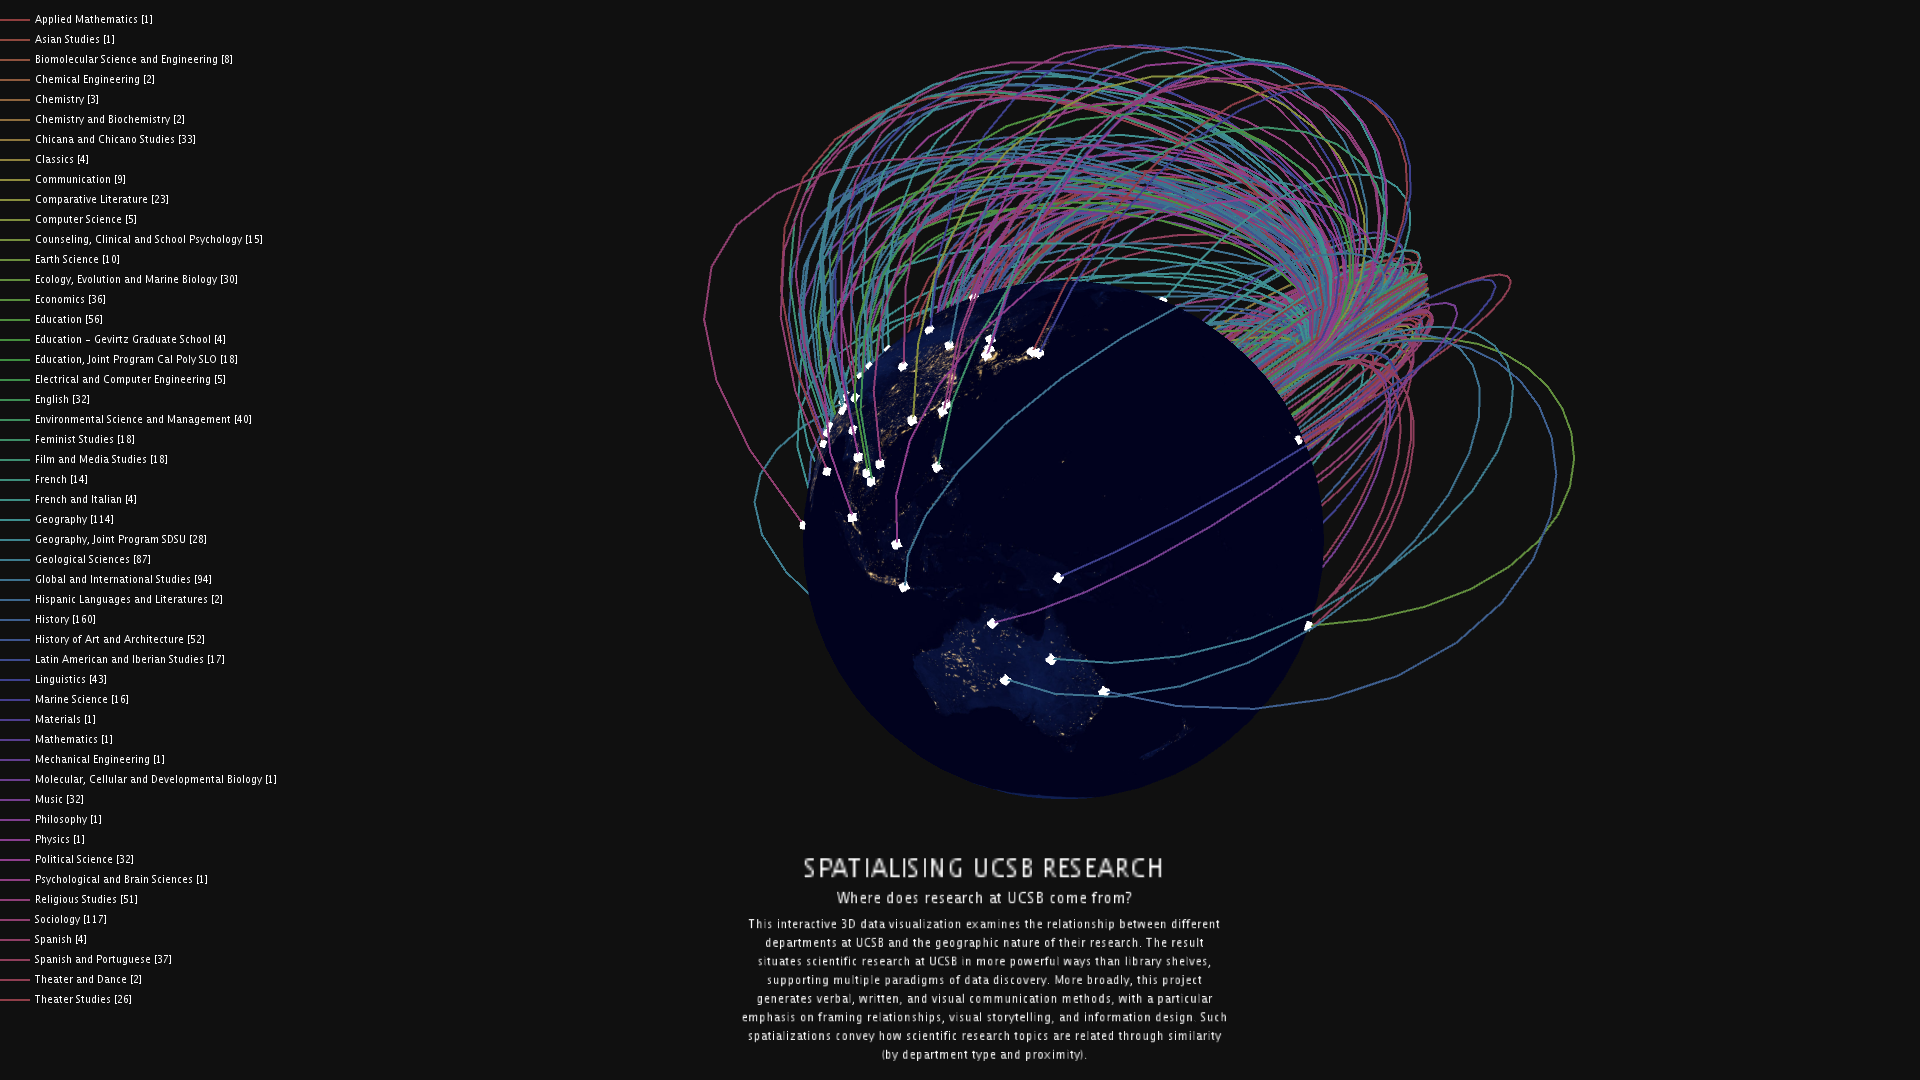 Applied Mathematics [1]
Asian Studies [1]
Biomolecular Science and Engineering [8]
Chemical Engineering [2]
Chemistry [3]
Chemistry and Biochemistry [2]
Chicana and Chicano Studies [33]
Classics [4]
Communication [9]
Comparative Literature [23]
Computer Science [5]
Counseling, Clinical and School Psychology [15]
Earth Science [10]
Ecology, Evolution and Marine Biology [30]
Economics [36]
Education [56]
Education - Gevirtz Graduate School [4]
Education, Joint Program Cal Poly SLO [18]
Electrical and Computer Engineering [5]
English [32]
Environmental Science and Management [40]
Feminist Studies [18]
Film and Media Studies [18]
French [14]
French and Italian [4]
Geography [114]
Geography, Joint Program SDSU [28]
Geological Sciences [87]
Global and International Studies [94]
Hispanic Languages and Literatures [2]
History [160]
History of Art and Architecture [52]
Latin American and Iberian Studies [17]
Linguistics [43]
Marine Science [16]
Materials [1]
Mathematics [1]
Mechanical Engineering [1]
Molecular, Cellular and Developmental Biology [1]
Music [32]
Philosophy [1]
Physics [1]
Political Science [32]
Psychological and Brain Sciences [1]
Religious Studies [51]
Sociology [117]
Spanish [4]
Spanish and Portuguese [37]
Theater and Dance [2]
Theater Studies [26]
SPATIALISING UCSB RESEARCH
Where does research at UCSB come from?
This interactive 3D data visualization examines the relationship between different
departments at UCSB and the geographic nature of their research. The result
situates scientific research at UCSB in more powerful ways than library shelves,
supporting multiple paradigms of data discovery. More broadly, this project
generates verbal, written, and visual communication methods, with a particular
emphasis on framing relationships, visual storytelling, and information design. Such
spatializations convey how scientific research topics are related through similarity
(by department type and proximity).